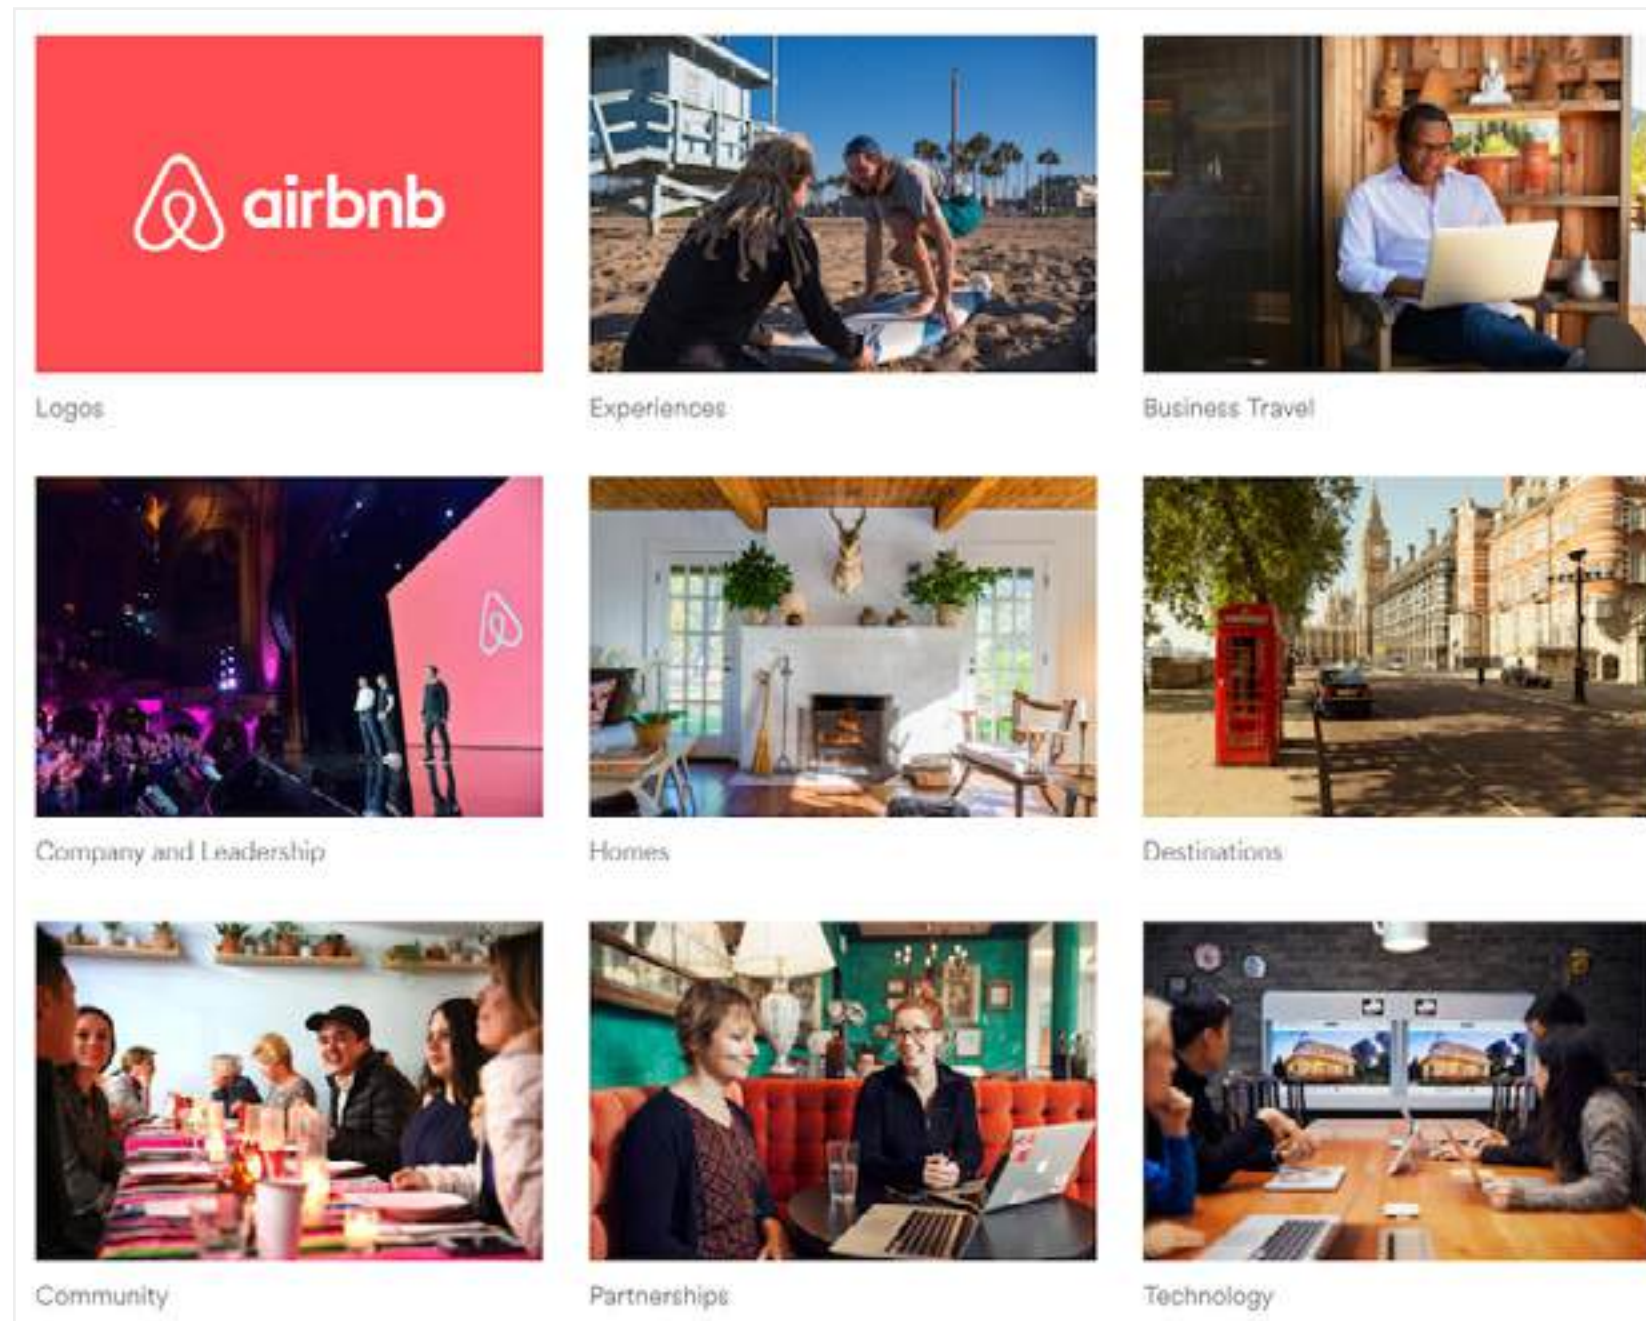 airbnb
Logos
Experiences
Business Travel
Company and Leadership
Homes
Destinations
Community
Partnerships
Technology